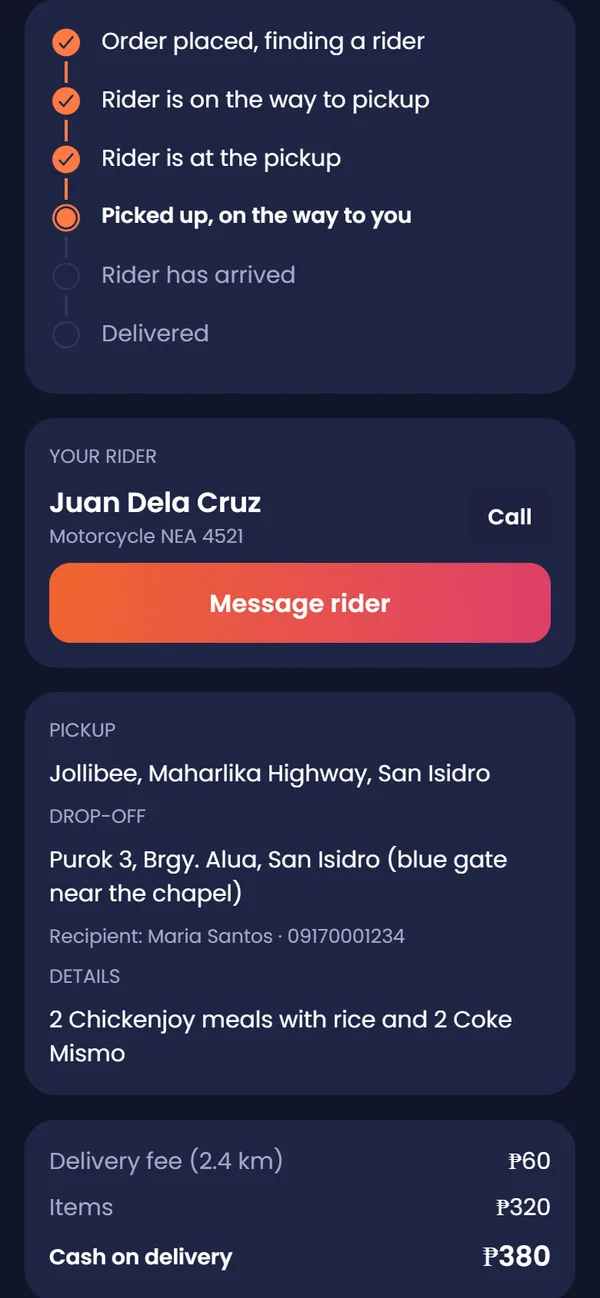 Order placed, finding a rider
Rider is on the way to pickup
Rider is at the pickup
Picked up, on the way to you
Rider has arrived
Delivered
YOUR RIDER
Juan Dela Cruz
Motorcycle NEA 4521
Call
Message rider
PICKUP
Jollibee, Maharlika Highway, San Isidro
DROP-OFF
Purok 3, Brgy. Alua, San Isidro (blue gate
near the chapel)
Recipient: Maria Santos · 09170001234
DETAILS
2 Chickenjoy meals with rice and 2 Coke
Mismo
Delivery fee (2.4 km) ₱60
Items ₱320
Cash on delivery ₱380